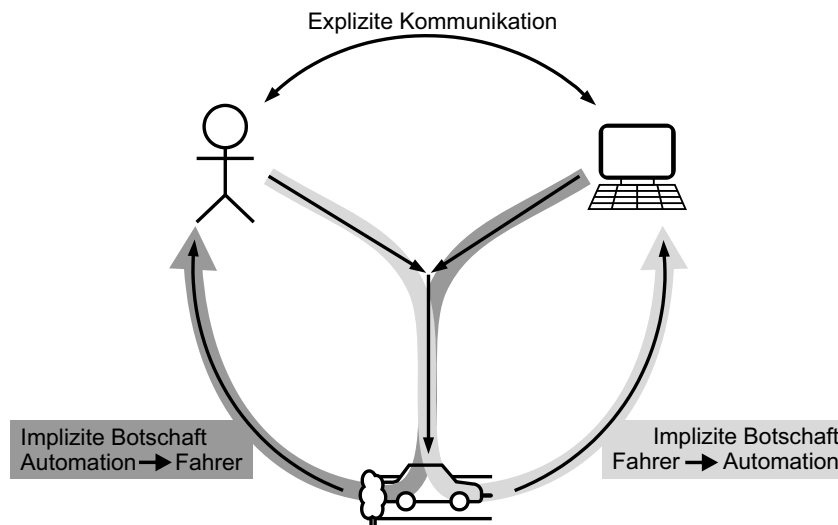 Explizite Kommunikation
Implizite Botschaft
Automation → Fahrer
Implizite Botschaft
Fahrer → Automation